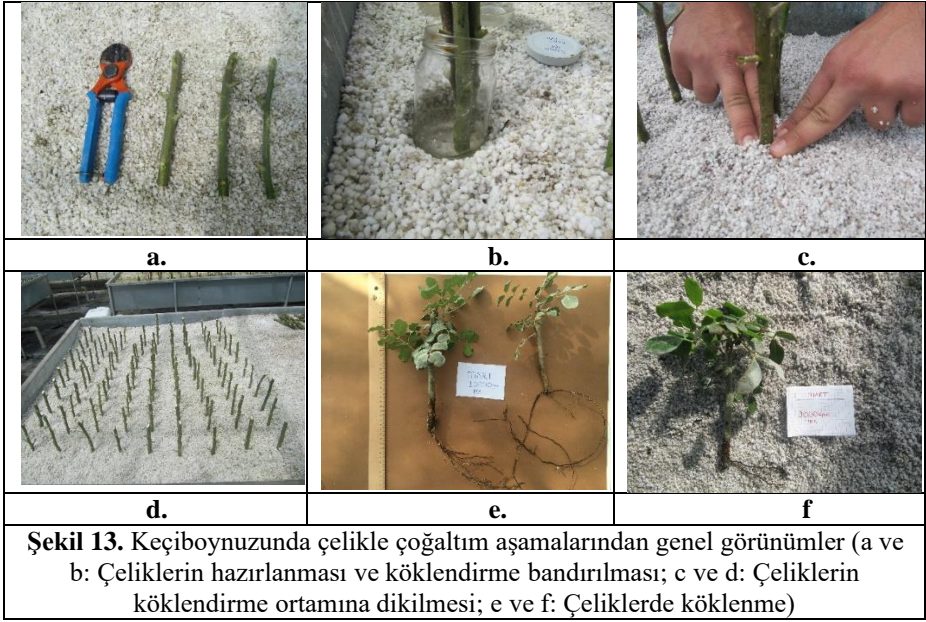 a.
b.
c.
d.
e.
f
Şekil 13. Keçiboynuzunda çelikle çoğaltım aşamalarından genel görünümler (a ve
b: Çeliklerin hazırlanması ve köklendirme bandırılması; c ve d: Çeliklerin
köklendirme ortamına dikilmesi; e ve f: Çeliklerde köklenme)